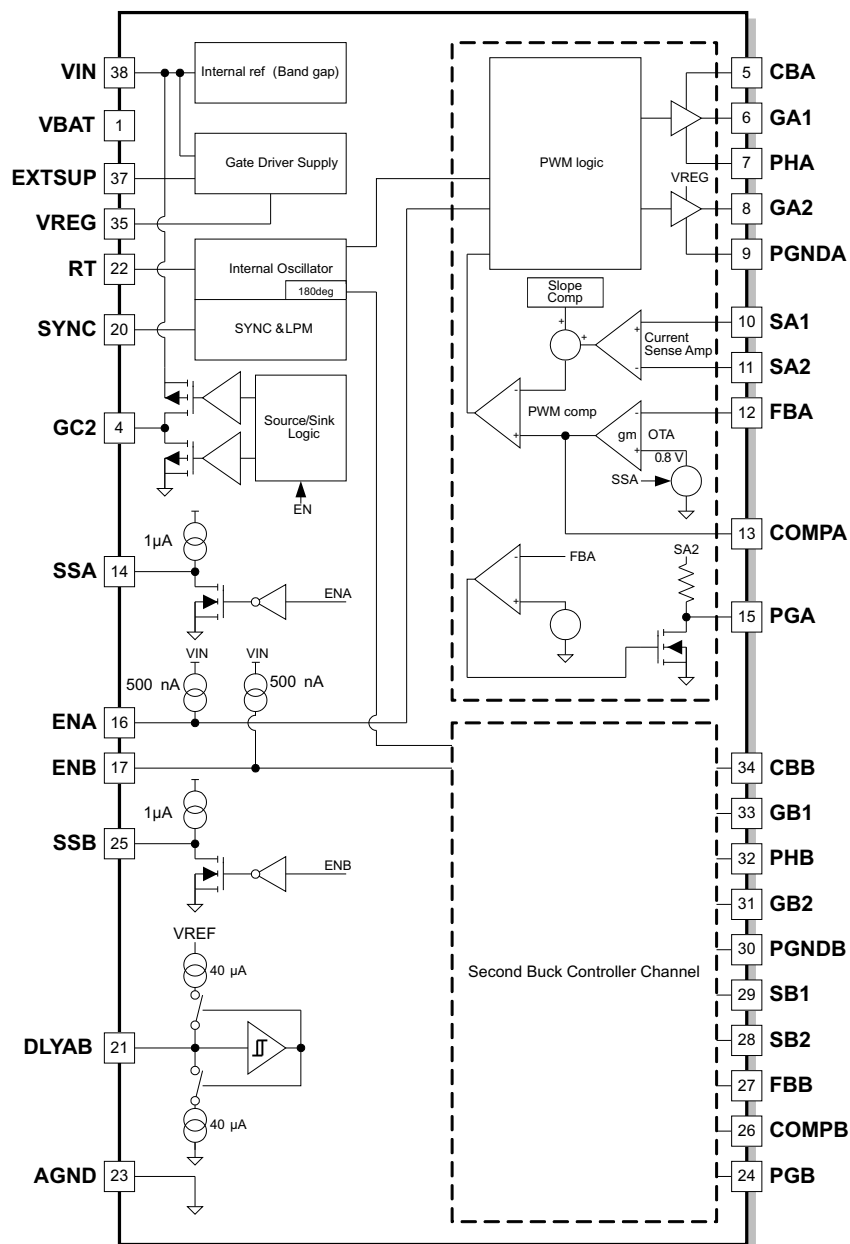 VIN 38
VBAT 1
EXTSUP 37
VREG 35
RT 22
SYNC 20
GC2 4
SSA 14
ENA 16
ENB 17
SSB 25
DLYAB 21
AGND 23
Internal ref (Band gap)
Gate Driver Supply
Internal Oscillator
180deg
SYNC &LPM
Source/Sink
Logic
EN
1µA
ENA
VIN
500 nA
500 nA
VIN
1µA
ENB
VREF
40 µA
40 µA
PWM logic
VREG
Slope
Comp
+
+
+
-
Current
Sense Amp
-
+
PWM comp
-
+
gm
OTA
0.8 V
SSA
-
+
FBA
SA2
Second Buck Controller Channel
5 CBA
6 GA1
7 PHA
8 GA2
9 PGNDA
10 SA1
11 SA2
12 FBA
13 COMPA
15 PGA
34 CBB
33 GB1
32 PHB
31 GB2
30 PGNDB
29 SB1
28 SB2
27 FBB
26 COMPB
24 PGB